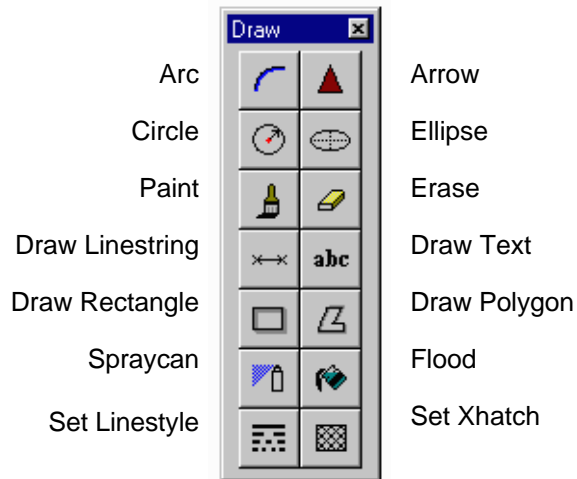 Draw
Arc Arrow
Circle Ellipse
Paint Erase
Draw Linestring abc Draw Text
Draw Rectangle Draw Polygon
Spraycan Flood
Set Linestyle Set Xhatch